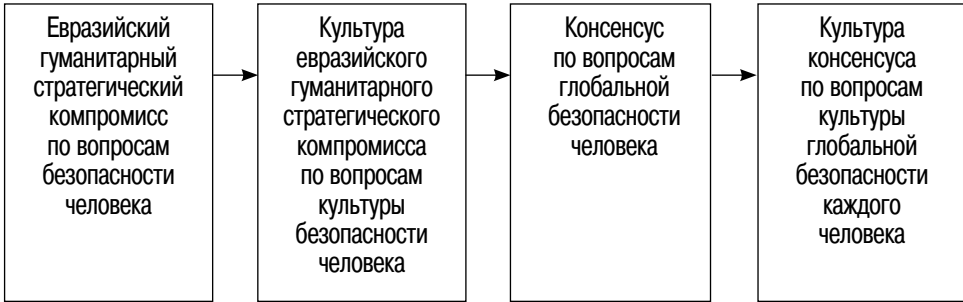 Евразийский
гуманитарный
стратегический
компромисс
по вопросам
безопасности
человека
Культура
евразийского
гуманитарного
стратегического
компромисса
по вопросам
культуры
безопасности
человека
Консенсус
по вопросам
глобальной
безопасности
человека
Культура
консенсуса
по вопросам
культуры
глобальной
безопасности
каждого
человека